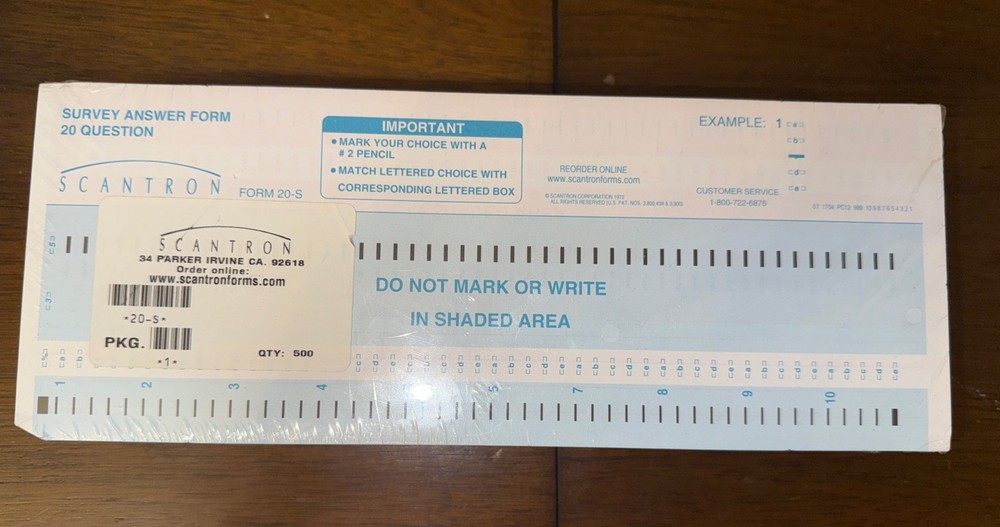 SURVEY ANSWER FORM
20 QUESTION
SCANTRON
FORM 20-S
IMPORTANT
• MARK YOUR CHOICE WITH A
# 2 PENCIL
• MATCH LETTERED CHOICE WITH
CORRESPONDING LETTERED BOX
REORDER ONLINE
www.scantronforms.com
© SCANTRON CORPORATION 1972
EXAMPLE: 1
CUSTOMER SERVICE
1-800-722-6876
SCANTRON
34 PARKER IRVINE CA. 92618
Order online:
www.scantronforms.com
*20-S*
PKG.
*1*
QTY: 500
DO NOT MARK OR WRITE
IN SHADED AREA
1 2 3 4 5 7 8 9 10